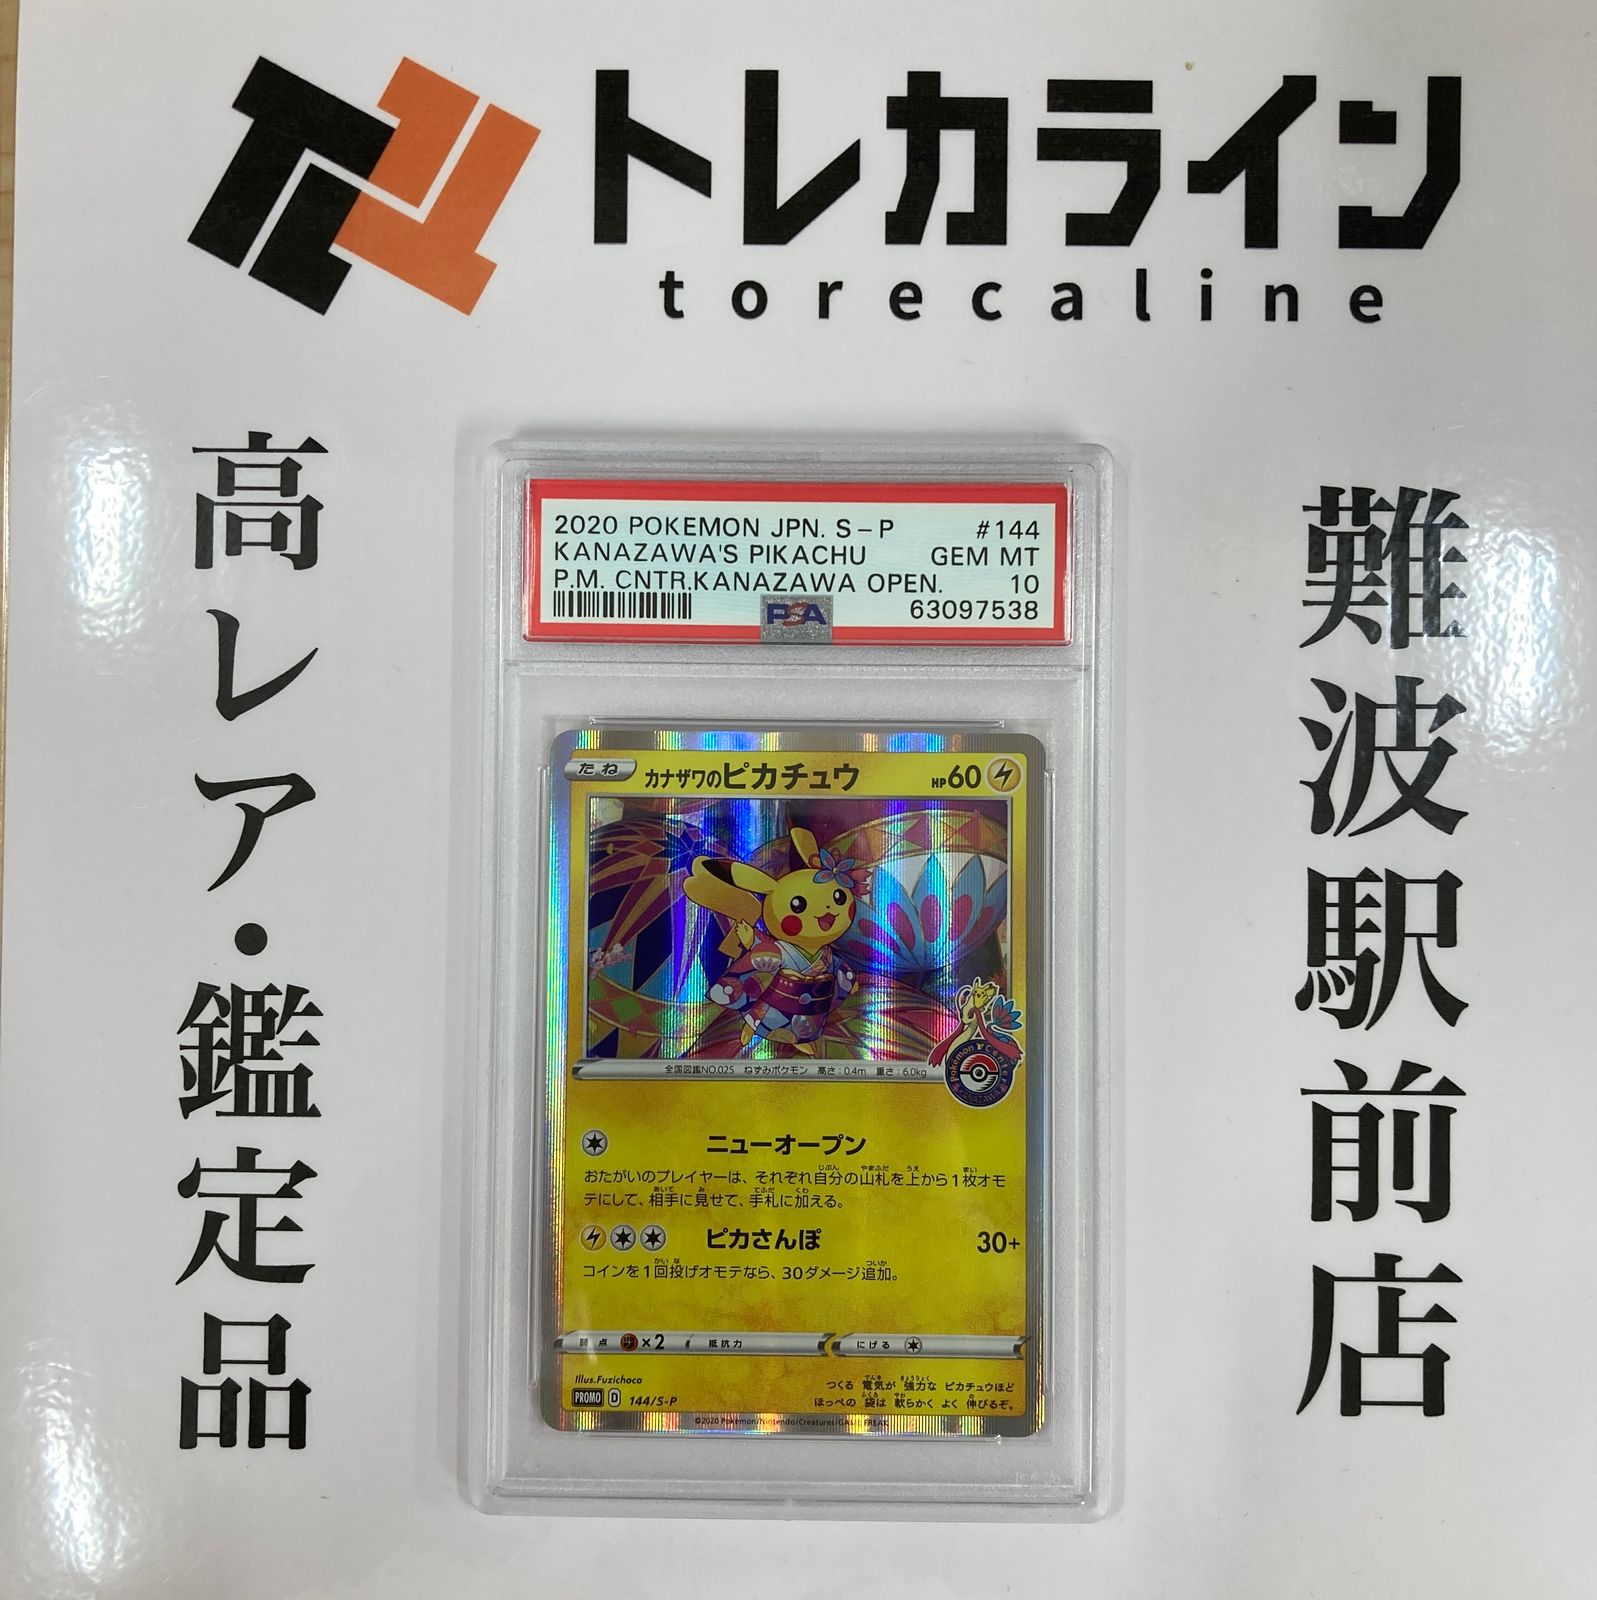 トレカライン
torecaline
高レア・鑑定品
難波駅前店
2020 POKEMON JPN. S-P #144
KANAZAWA'S PIKACHU GEM MT
P.M. CNTR.KANAZAWA OPEN. 10
63097538
PSA
たね カナザワのピカチュウ HP60
全国図鑑NO.025 ねずみポケモン 高さ:0.4m 重さ:6.0kg
Pokémon Center
KANAZAWA
ニューオープン
おたがいのプレイヤーは、それぞれ自分の山札を上から1枚オモ
テにして、相手に見せて、手札に加える。
ピカさんぽ 30+
コインを1回投げオモテなら、30ダメージ追加。
弱点 ×2 抵抗力 にげる
Illus.Fuzichoco
PROMO D 144/S-P
つくる 電気が 強力な ピカチュウほど
ほっぺの 袋は 軟らかく よく 伸びるぞ。
©2020 Pokémon/Nintendo/Creatures/GAME FREAK